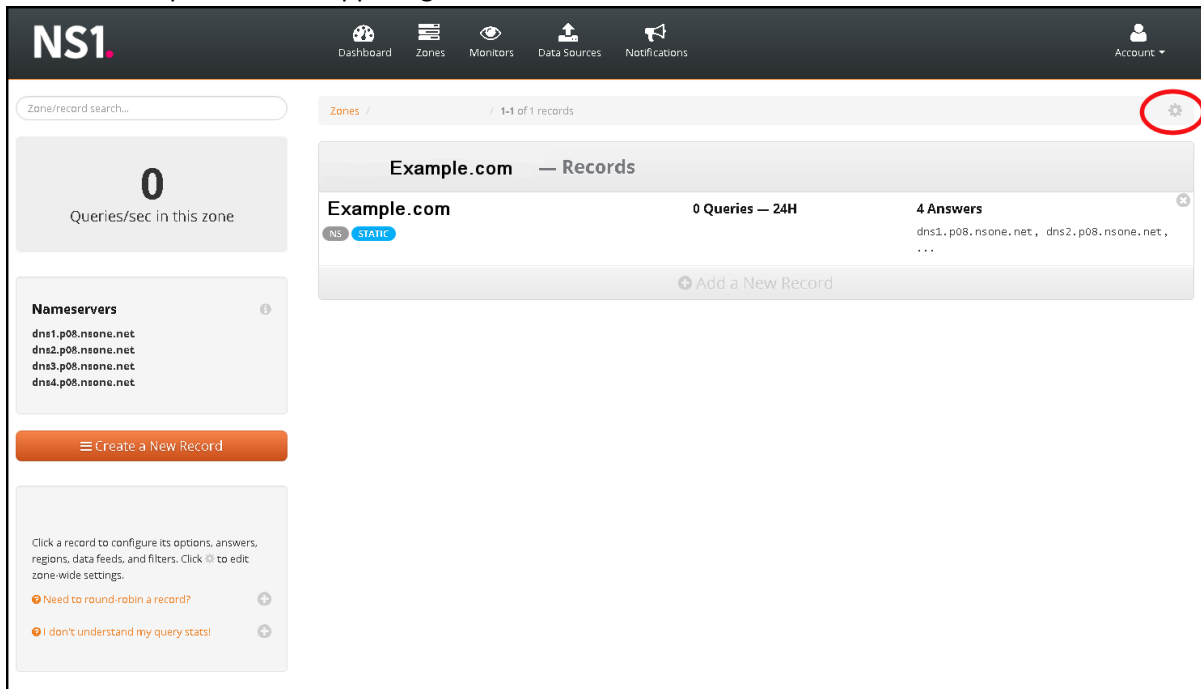 NS1.
Dashboard Zones Monitors Data Sources Notifications Account
Zone/record search...
Zones / / 1-1 of 1 records
0
Queries/sec in this zone
Example.com — Records
Example.com 0 Queries — 24H 4 Answers
NS STATIC dns1.p08.nsone.net, dns2.p08.nsone.net,
...
Add a New Record
Nameservers
dns1.p08.nsone.net
dns2.p08.nsone.net
dns3.p08.nsone.net
dns4.p08.nsone.net
Create a New Record
Click a record to configure its options, answers,
regions, data feeds, and filters. Click to edit
zone-wide settings.
Need to round-robin a record?
I don't understand my query stats!